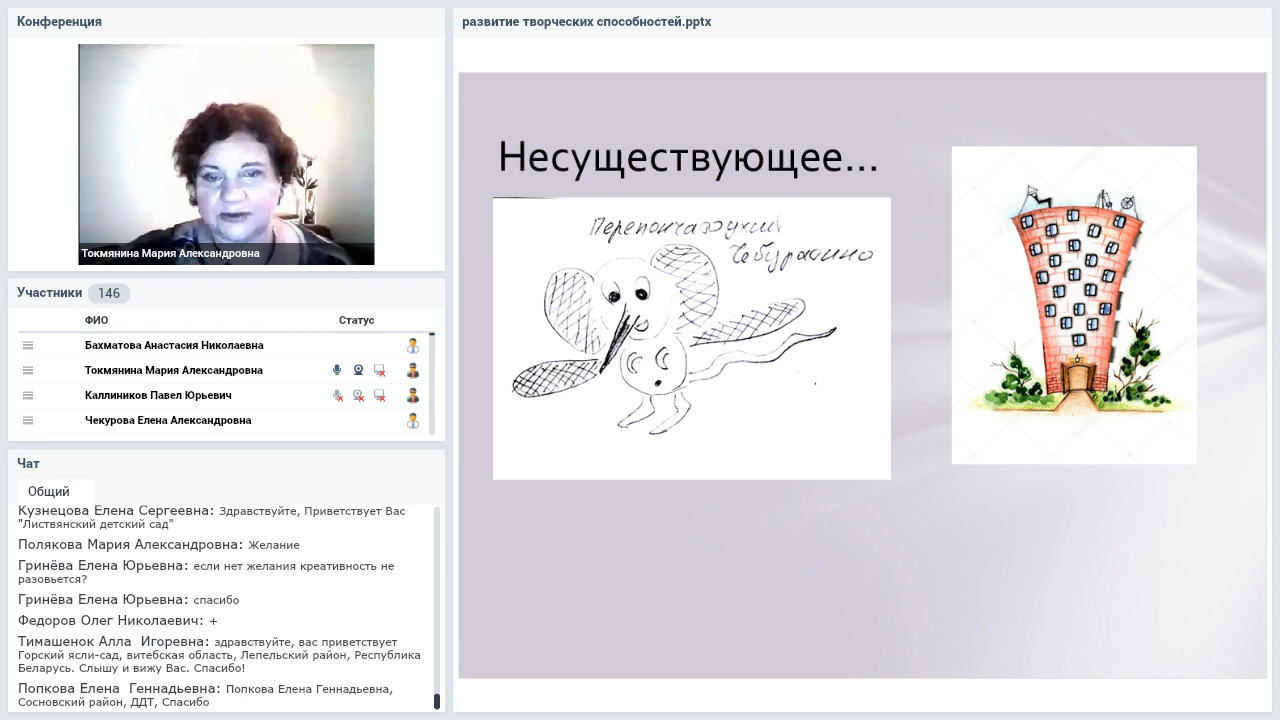 Конференция
Токмянина Мария Александровна
Участники 146
ФИО Статус
Бахматова Анастасия Николаевна
Токмянина Мария Александровна
Каллиников Павел Юрьевич
Чекурова Елена Александровна
Чат
Общий
Кузнецова Елена Сергеевна: Здравствуйте, Приветствует Вас
"Листвянский детский сад"
Полякова Мария Александровна: Желание
Гринёва Елена Юрьевна: если нет желания креативность не
разовьется?
Гринёва Елена Юрьевна: спасибо
Федоров Олег Николаевич: +
Тимашенок Алла Игоревна: здравствуйте, вас приветствует
Горский ясли-сад, витебская область, Лепельский район, Республика
Беларусь. Слышу и вижу Вас. Спасибо!
Попкова Елена Геннадьевна: Попкова Елена Геннадьевна,
Сосновский район, ДДТ, Спасибо
развитие творческих способностей.pptx
Несуществующее...